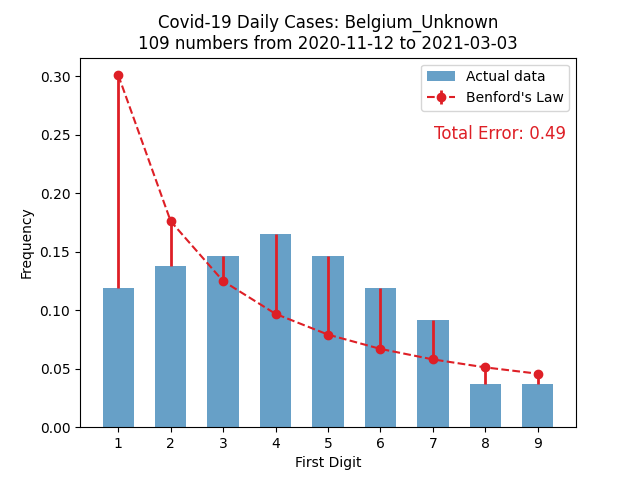 Covid-19 Daily Cases: Belgium_Unknown
109 numbers from 2020-11-12 to 2021-03-03
Actual data
Benford's Law
Total Error: 0.49
0.30
0.25
0.20
0.15
0.10
0.05
0.00
Frequency
1 2 3 4 5 6 7 8 9
First Digit